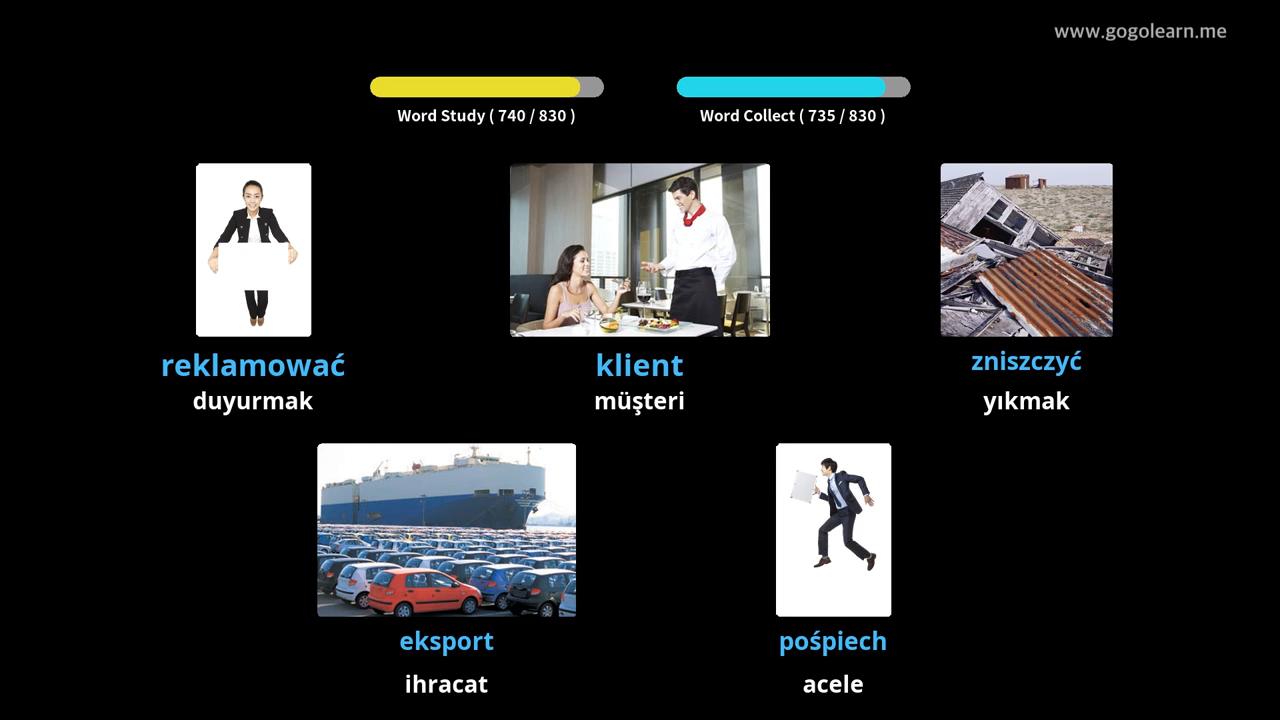 www.gogolearn.me
Word Study ( 740 / 830 )
Word Collect ( 735 / 830 )
reklamować
duyurmak
klient
müşteri
zniszczyć
yıkmak
eksport
ihracat
pośpiech
acele